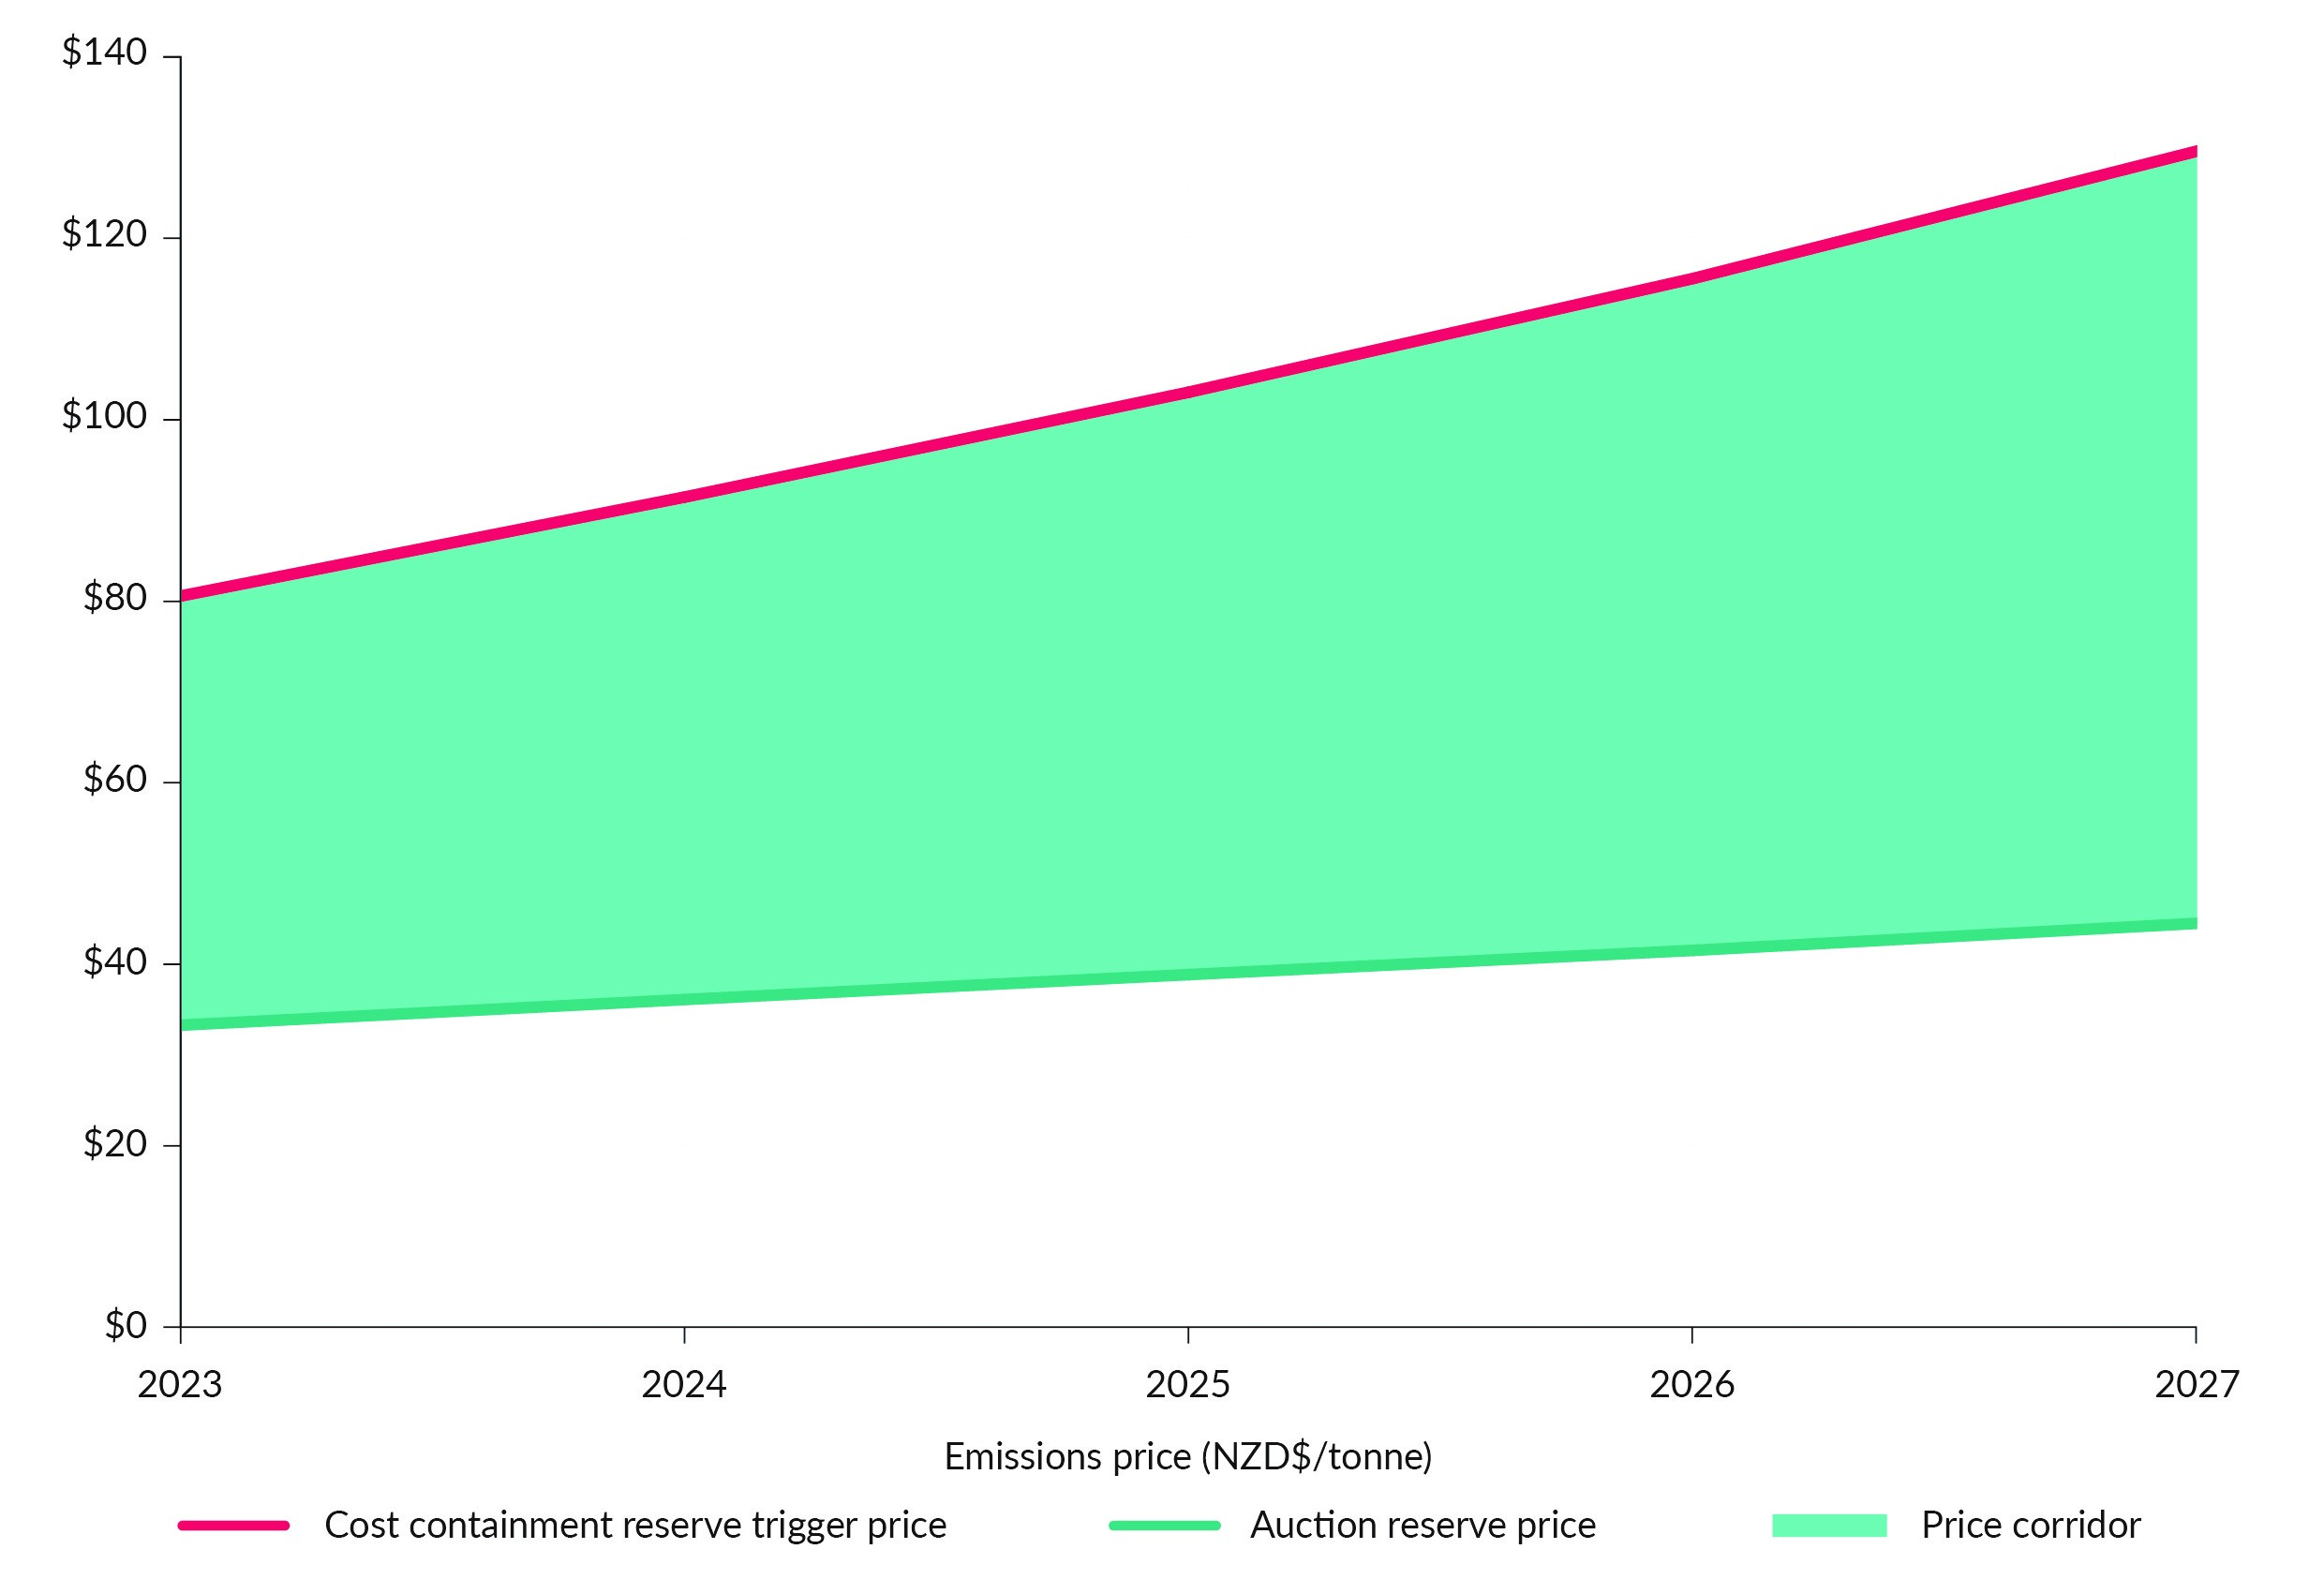 $140
$120
$100
$80
$60
$40
$20
$0
2023 2024 2025 2026 2027
Emissions price (NZD$/tonne)
Cost containment reserve trigger price Auction reserve price Price corridor